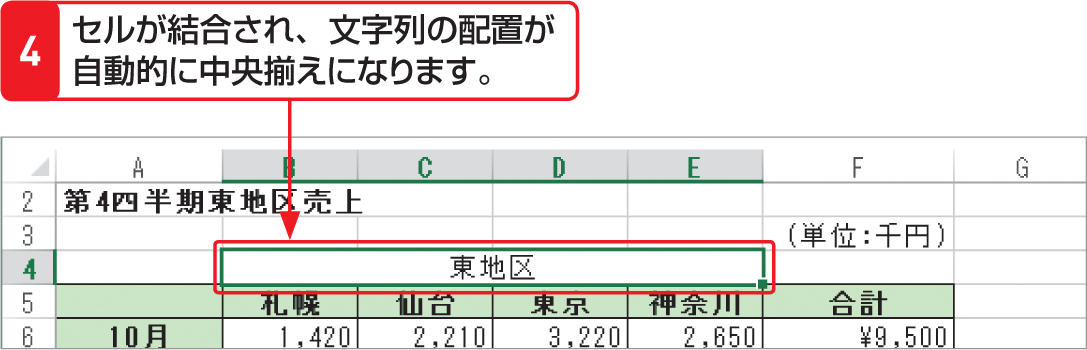 4
セルが結合され、文字列の配置が
自動的に中央揃えになります。
A B C D E F G
2 第4四半期東地区売上
3 (単位:千円)
4 東地区
5 札幌 仙台 東京 神奈川 合計
6 10月 1,420 2,210 3,220 2,650 ¥9,500